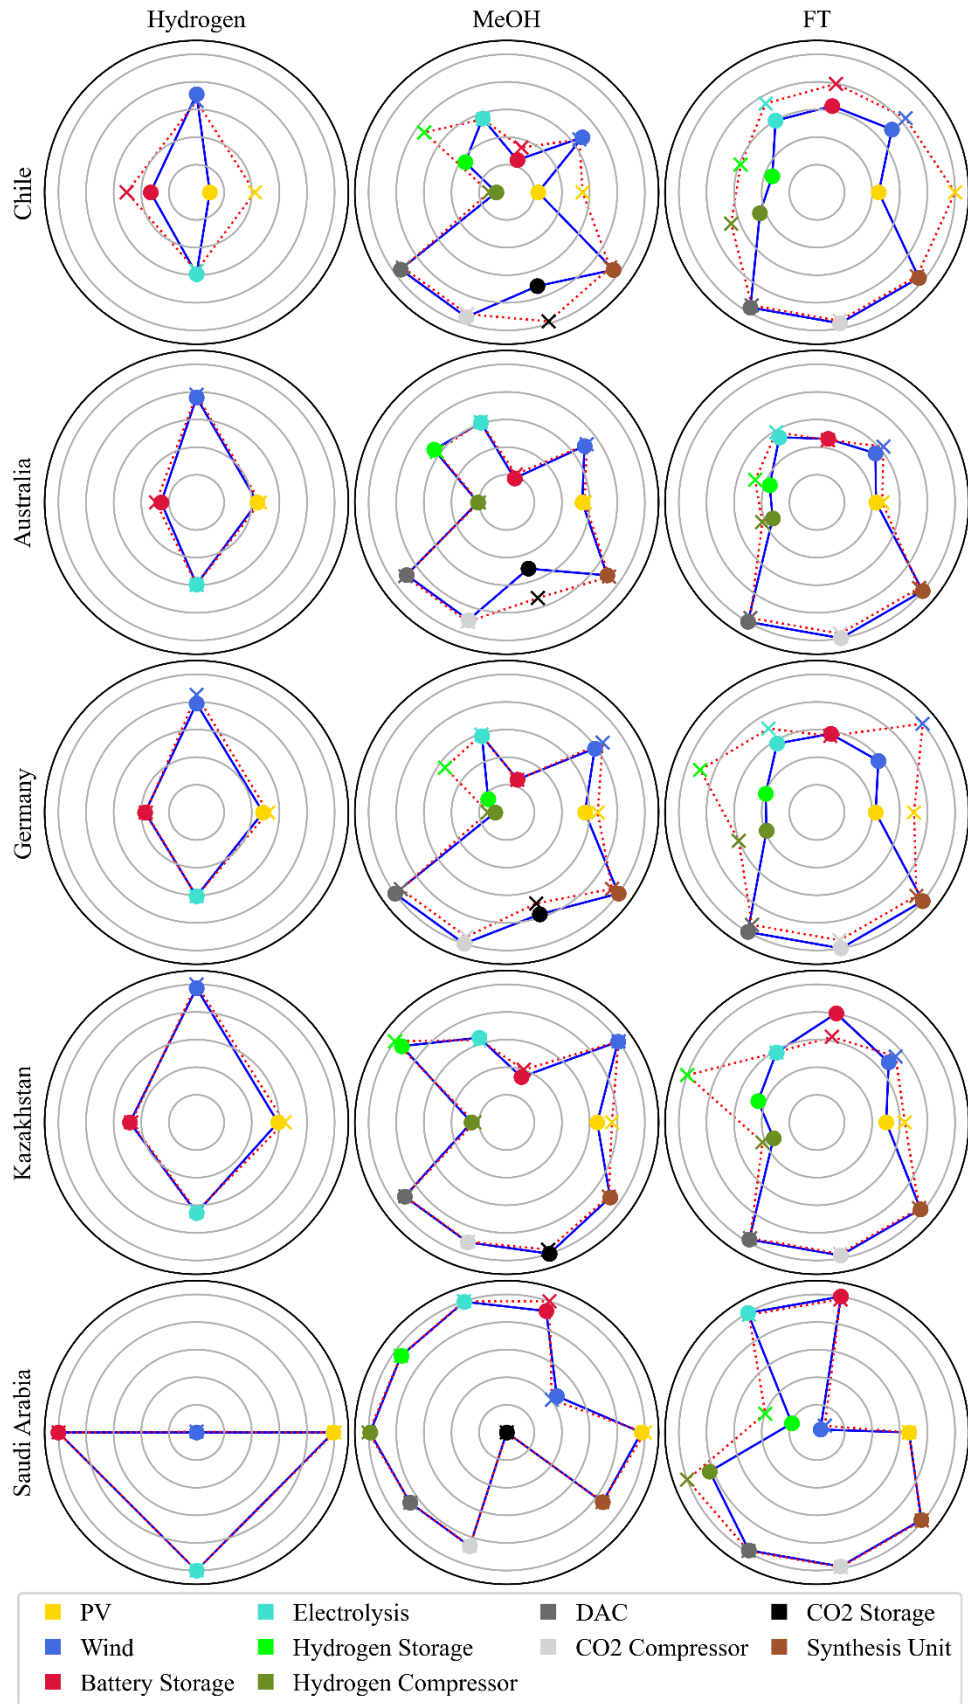 Hydrogen MeOH FT
Chile
Australia
Germany
Kazakhstan
Saudi Arabia
PV Electrolysis DAC CO2 Storage
Wind Hydrogen Storage CO2 Compressor Synthesis Unit
Battery Storage Hydrogen Compressor